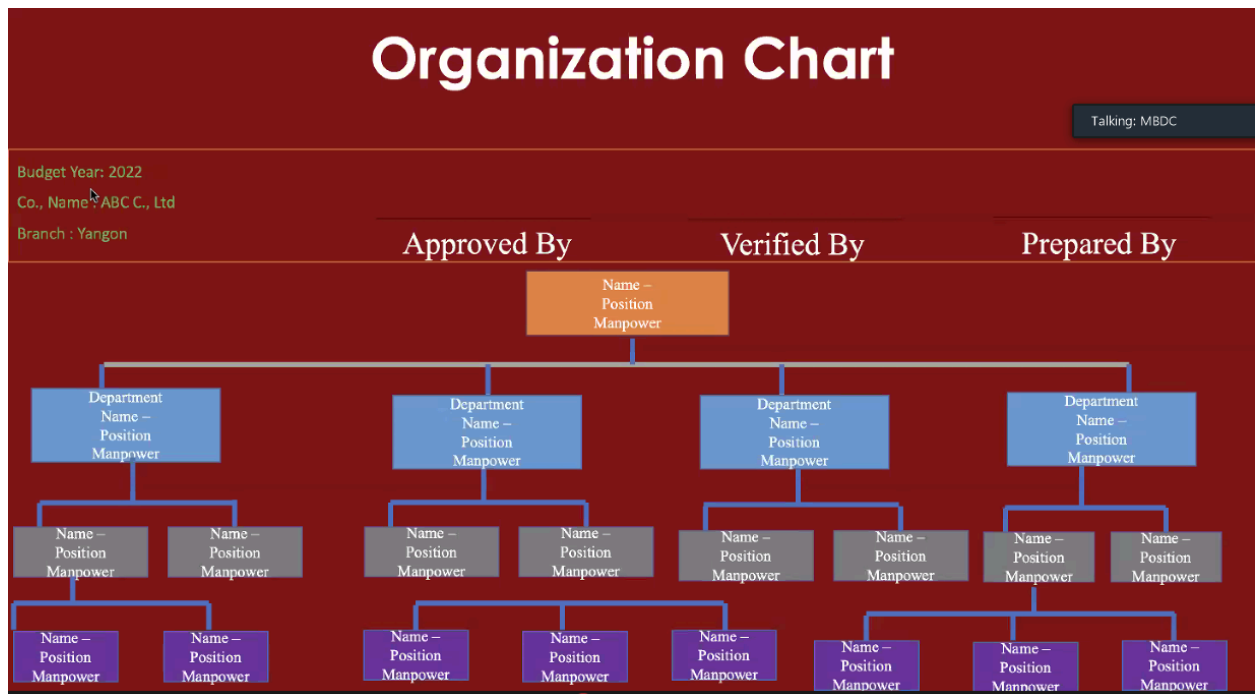 Organization Chart
Talking: MBDC
Budget Year: 2022
Co., Name : ABC C., Ltd
Branch : Yangon
Approved By
Verified By
Prepared By
Name –
Position
Manpower
Department
Name –
Position
Manpower
Department
Name –
Position
Manpower
Department
Name –
Position
Manpower
Department
Name –
Position
Manpower
Name –
Position
Manpower
Name –
Position
Manpower
Name –
Position
Manpower
Name –
Position
Manpower
Name –
Position
Manpower
Name –
Position
Manpower
Name –
Position
Manpower
Name –
Position
Manpower
Name –
Position
Manpower
Name –
Position
Manpower
Name –
Position
Manpower
Name –
Position
Manpower
Name –
Position
Manpower
Name –
Position
Manpower
Name –
Position
Manpower
Name –
Position
Manpower